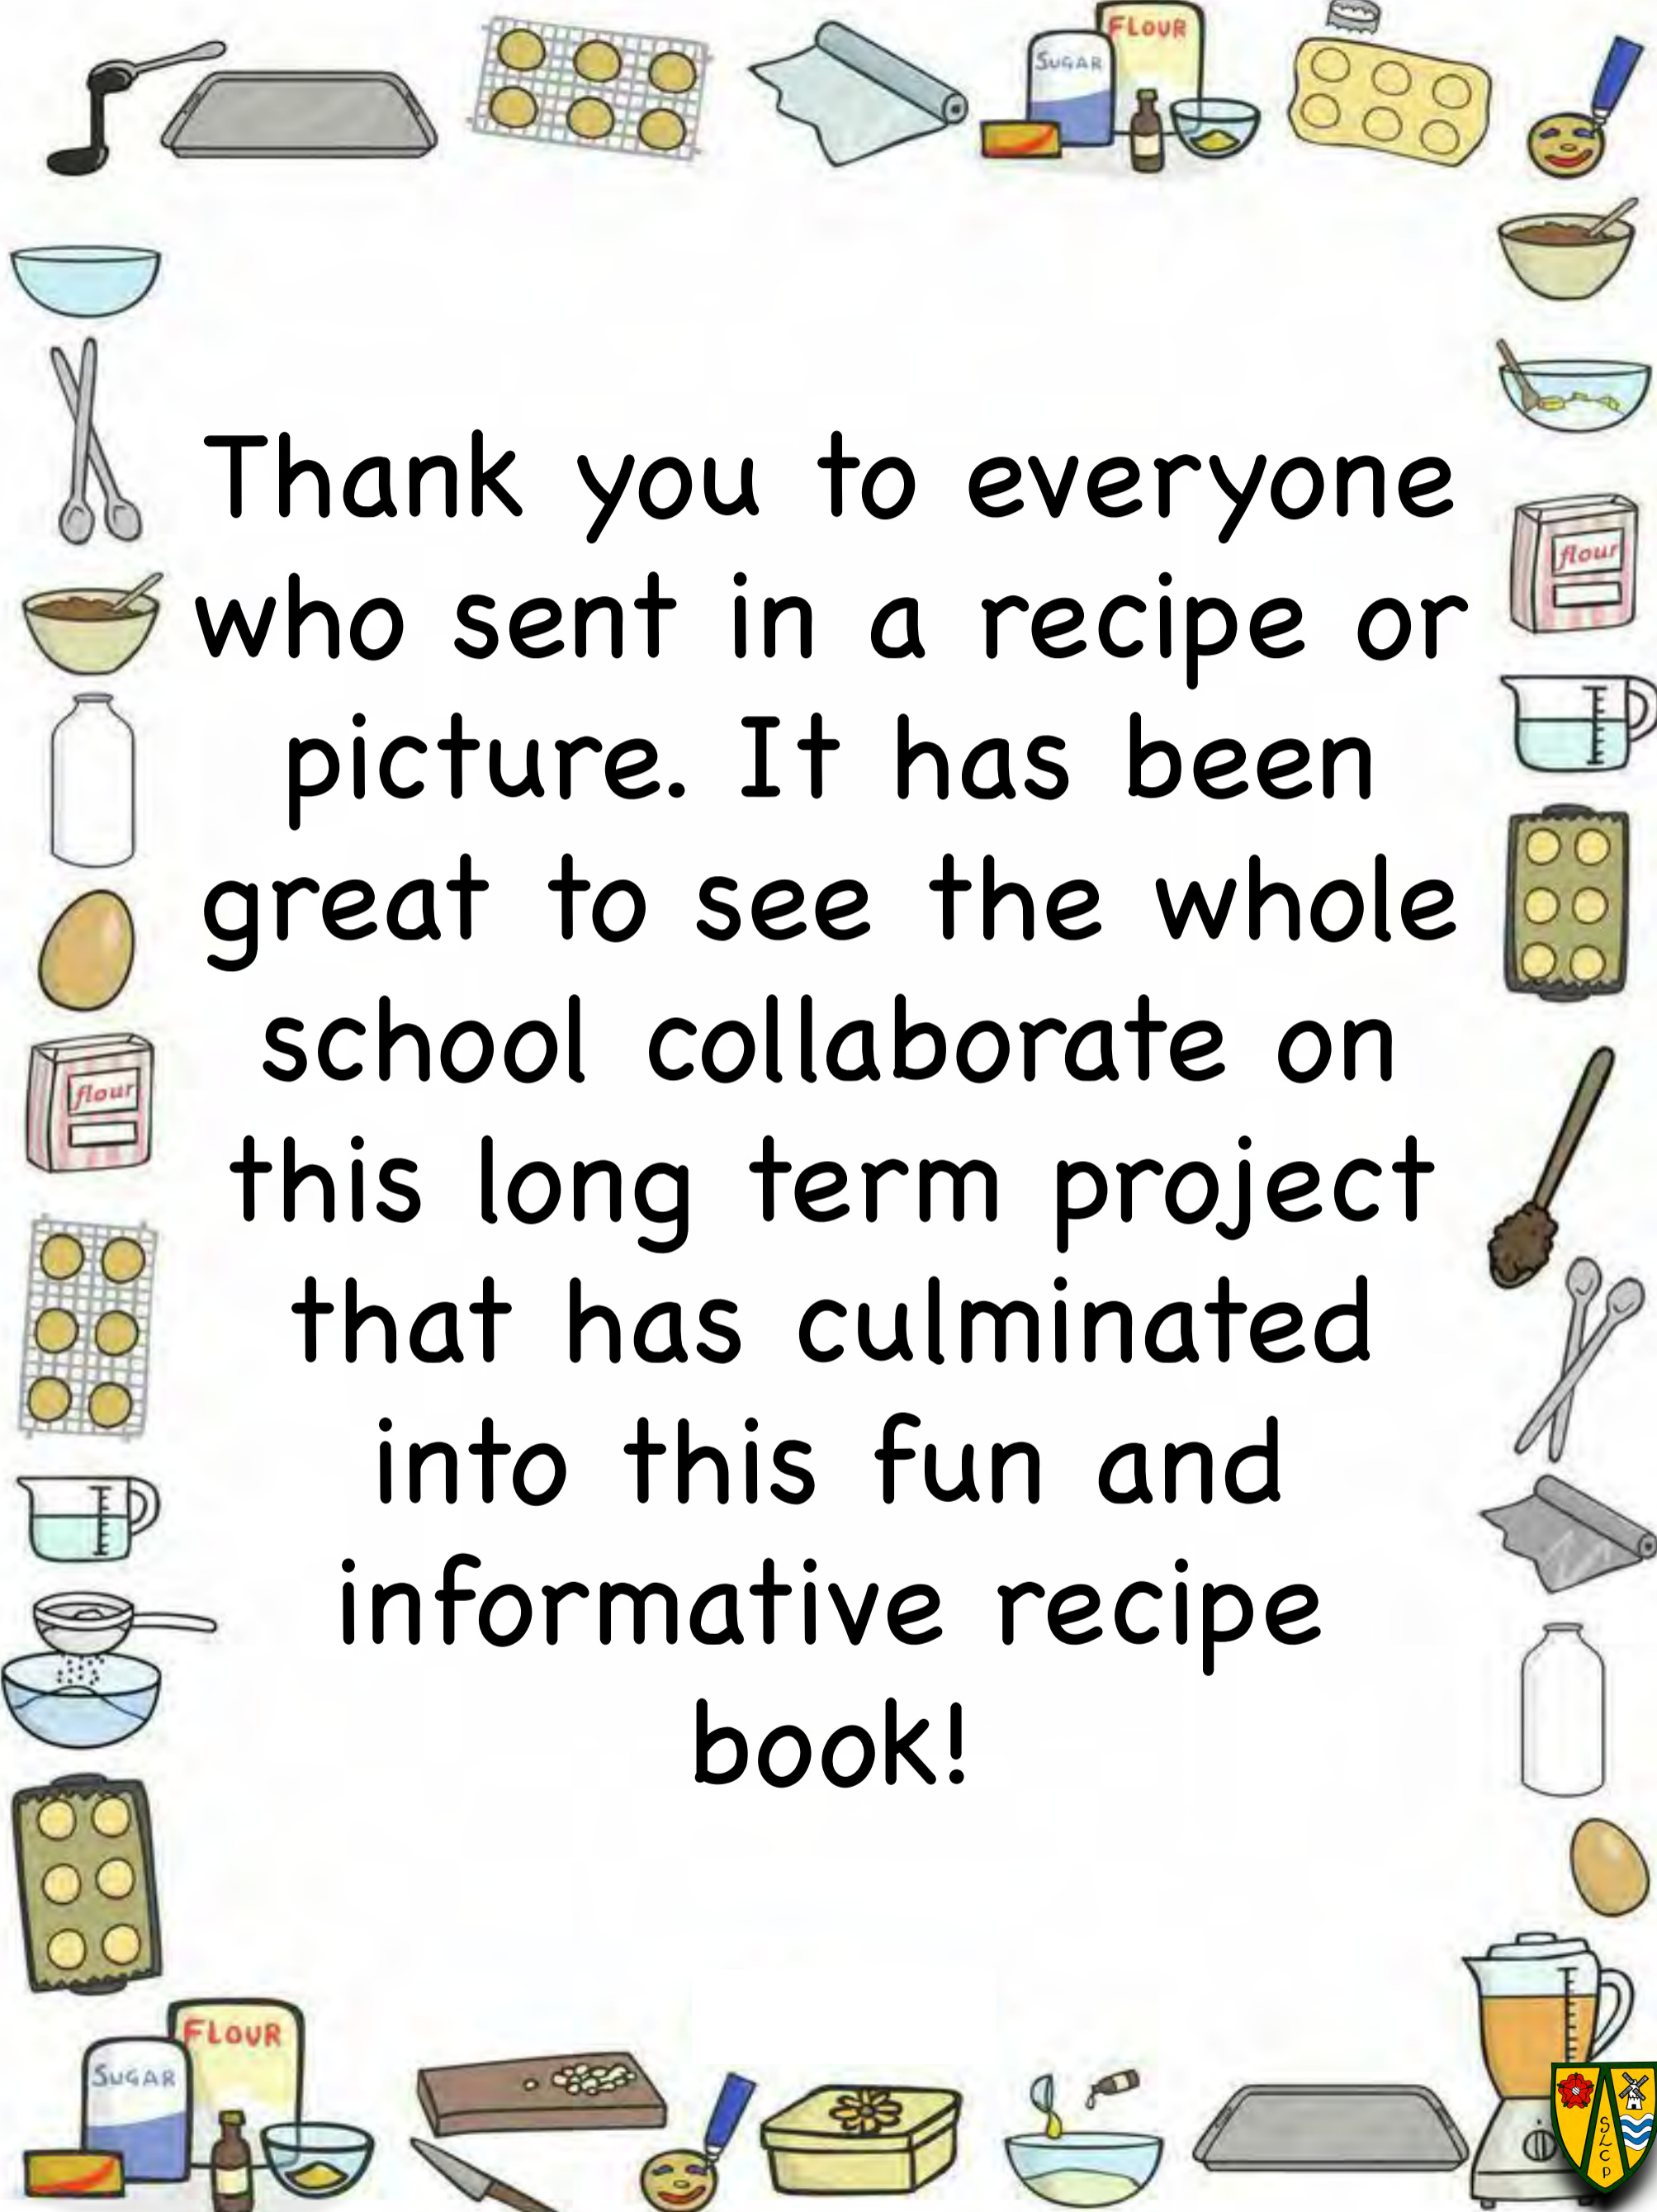 FLOUR
SUGAR
Thank you to everyone
who sent in a recipe or
picture. It has been
great to see the whole
school collaborate on
this long term project
that has culminated
into this fun and
informative recipe
book!
flour
flour
FLOUR
SUGAR
SLCP